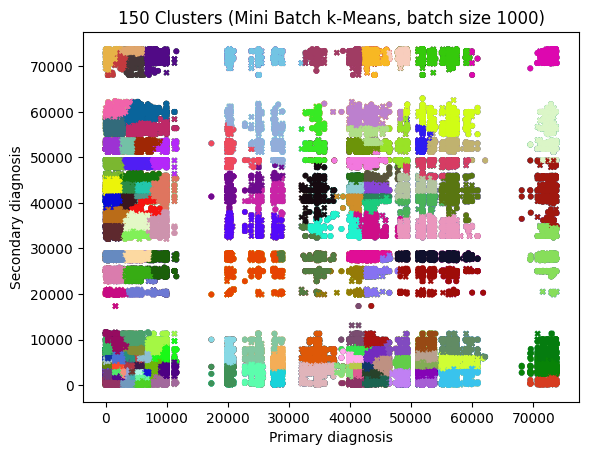 150 Clusters (Mini Batch k-Means, batch size 1000)
70000
60000
50000
40000
30000
20000
10000
0
Secondary diagnosis
0 10000 20000 30000 40000 50000 60000 70000
Primary diagnosis